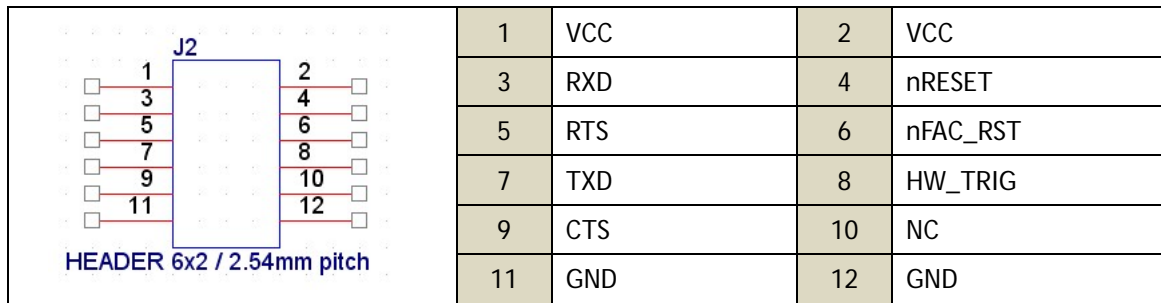 J2
1 2
3 4
5 6
7 8
9 10
11 12
HEADER 6x2 / 2.54mm pitch
1 VCC 2 VCC
3 RXD 4 nRESET
5 RTS 6 nFAC_RST
7 TXD 8 HW_TRIG
9 CTS 10 NC
11 GND 12 GND